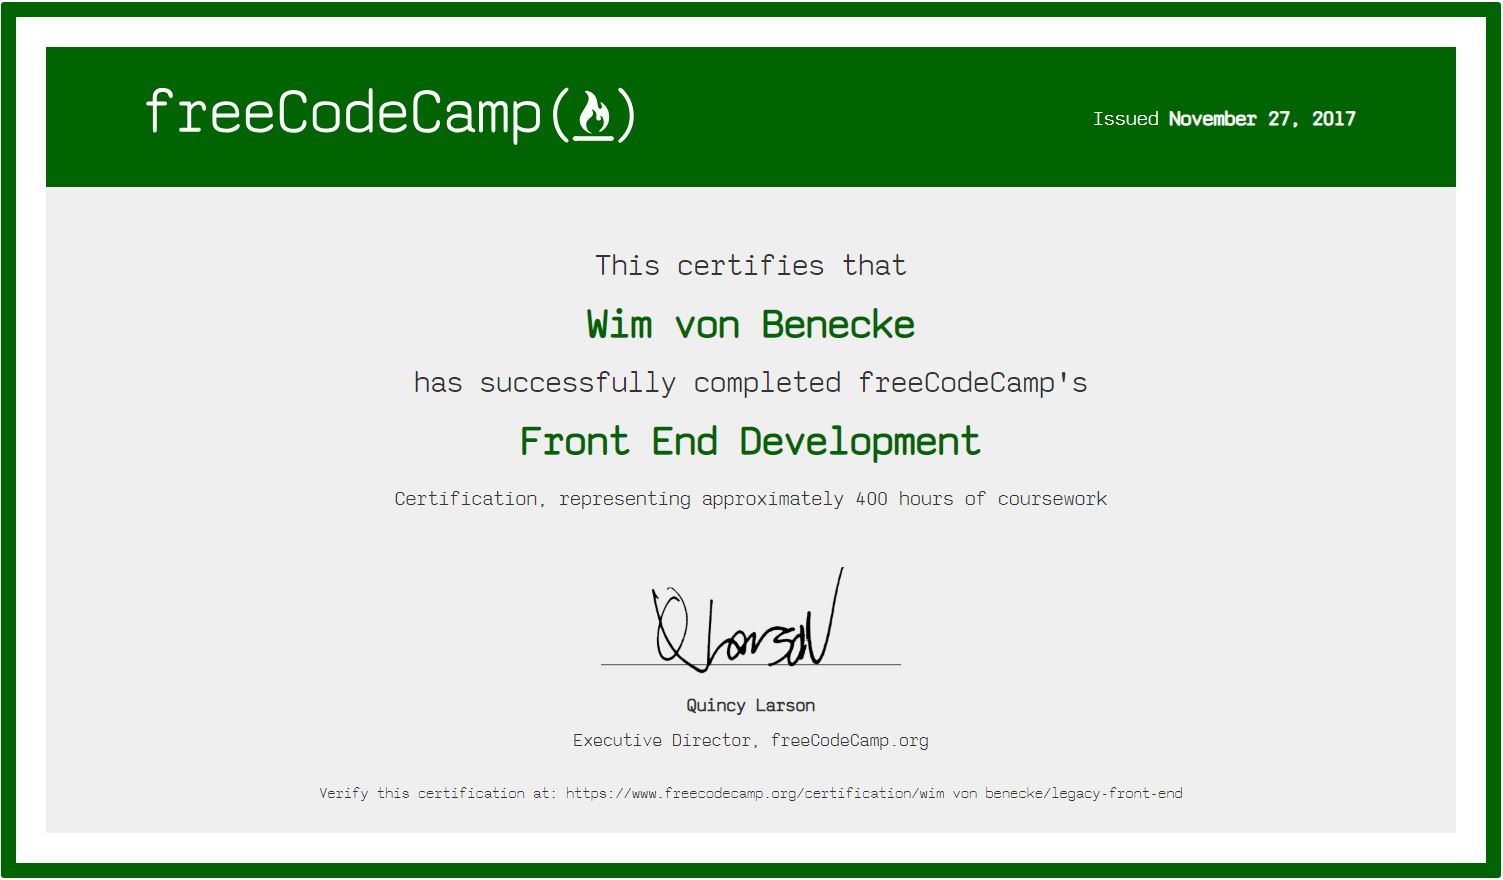 freeCodeCamp(🔥)
Issued November 27, 2017
This certifies that
Wim von Benecke
has successfully completed freeCodeCamp's
Front End Development
Certification, representing approximately 400 hours of coursework
Q Larson
Quincy Larson
Executive Director, freeCodeCamp.org
Verify this certification at: https://www.freecodecamp.org/certification/wim von benecke/legacy-front-end